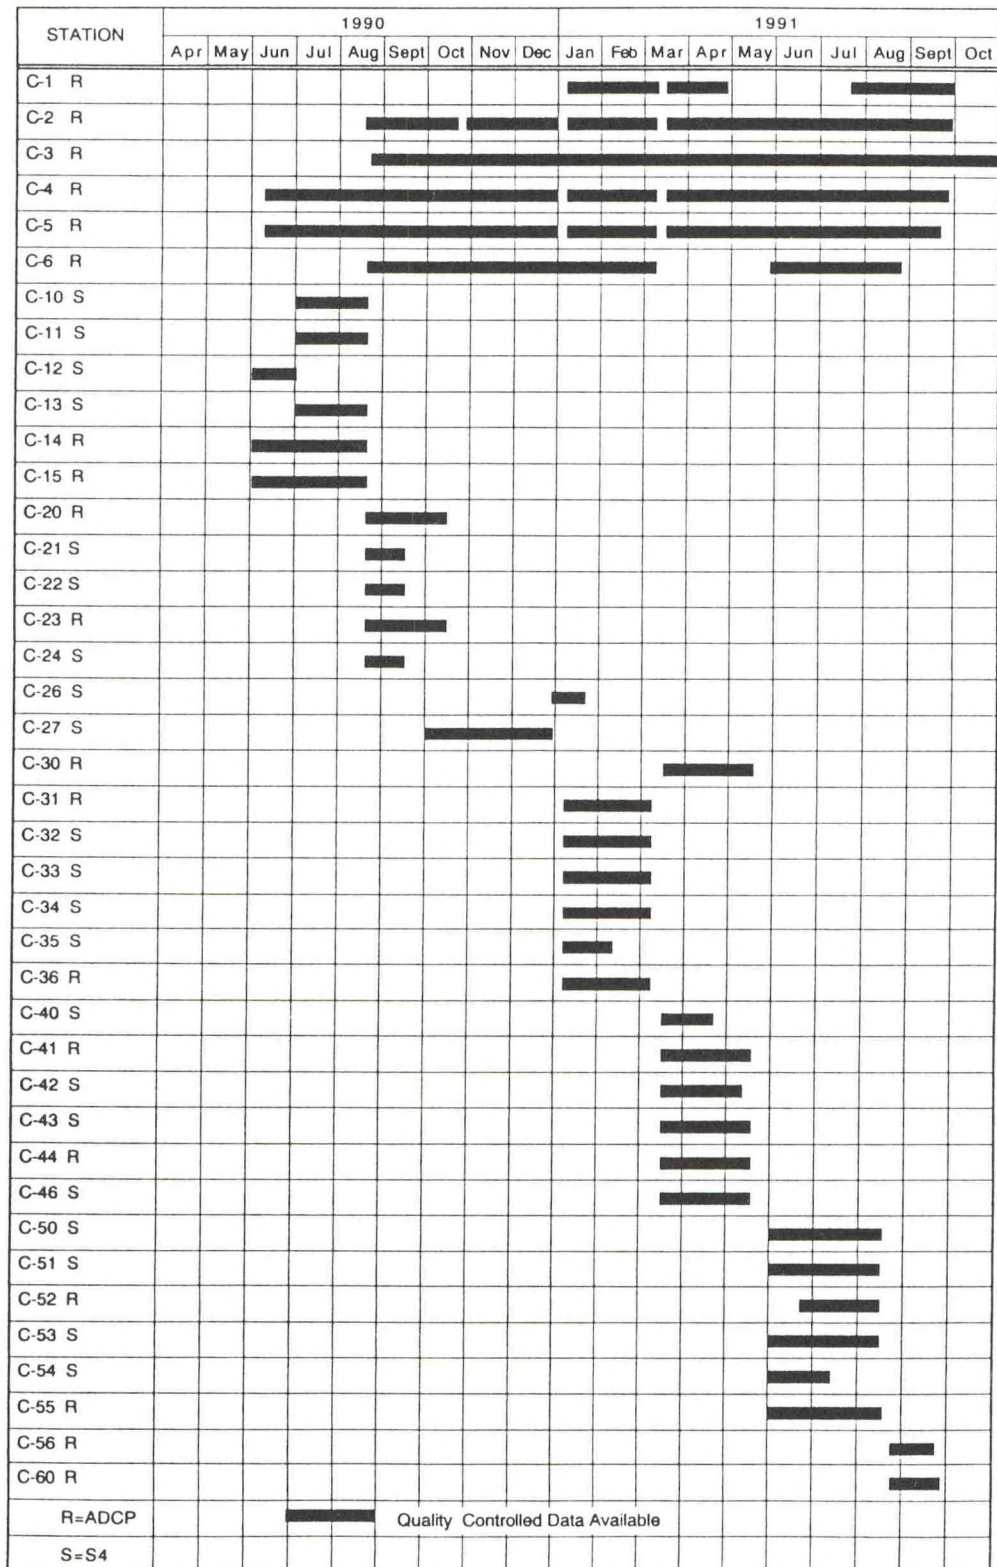 STATION
1990 1991
Apr May Jun Jul Aug Sept Oct Nov Dec Jan Feb Mar Apr May Jun Jul Aug Sept Oct
C-1 R
C-2 R
C-3 R
C-4 R
C-5 R
C-6 R
C-10 S
C-11 S
C-12 S
C-13 S
C-14 R
C-15 R
C-20 R
C-21 S
C-22 S
C-23 R
C-24 S
C-26 S
C-27 S
C-30 R
C-31 R
C-32 S
C-33 S
C-34 S
C-35 S
C-36 R
C-40 S
C-41 R
C-42 S
C-43 S
C-44 R
C-46 S
C-50 S
C-51 S
C-52 R
C-53 S
C-54 S
C-55 R
C-56 R
C-60 R
R=ADCP Quality Controlled Data Available
S=S4